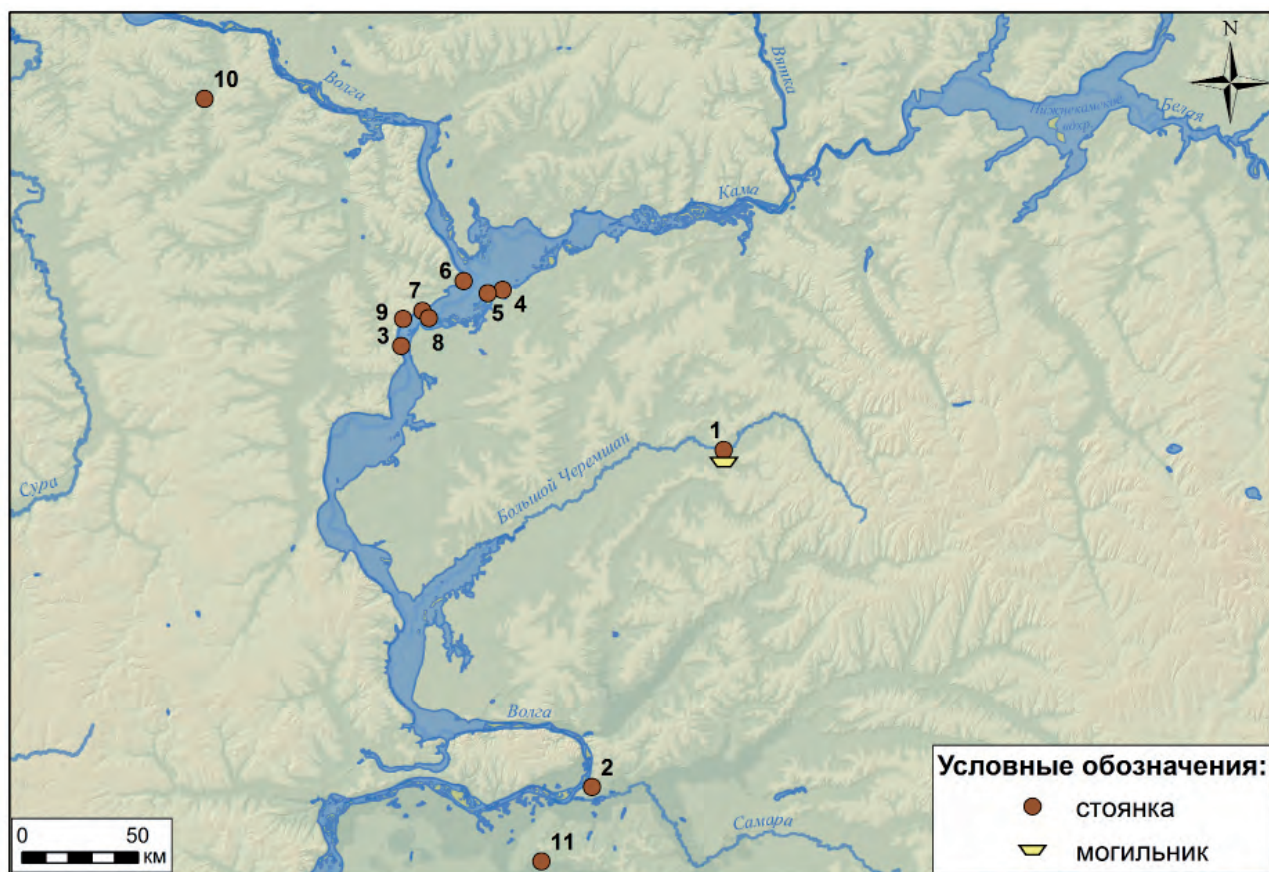 N
10
Волга
Вятка
Нижнекамское
вдхр.
Белая
Кама
6
7
5
4
9
3
8
1
Большой Черемшан
Сура
Волга
2
Самара
11
0
50
км
Условные обозначения:
стоянка
могильник